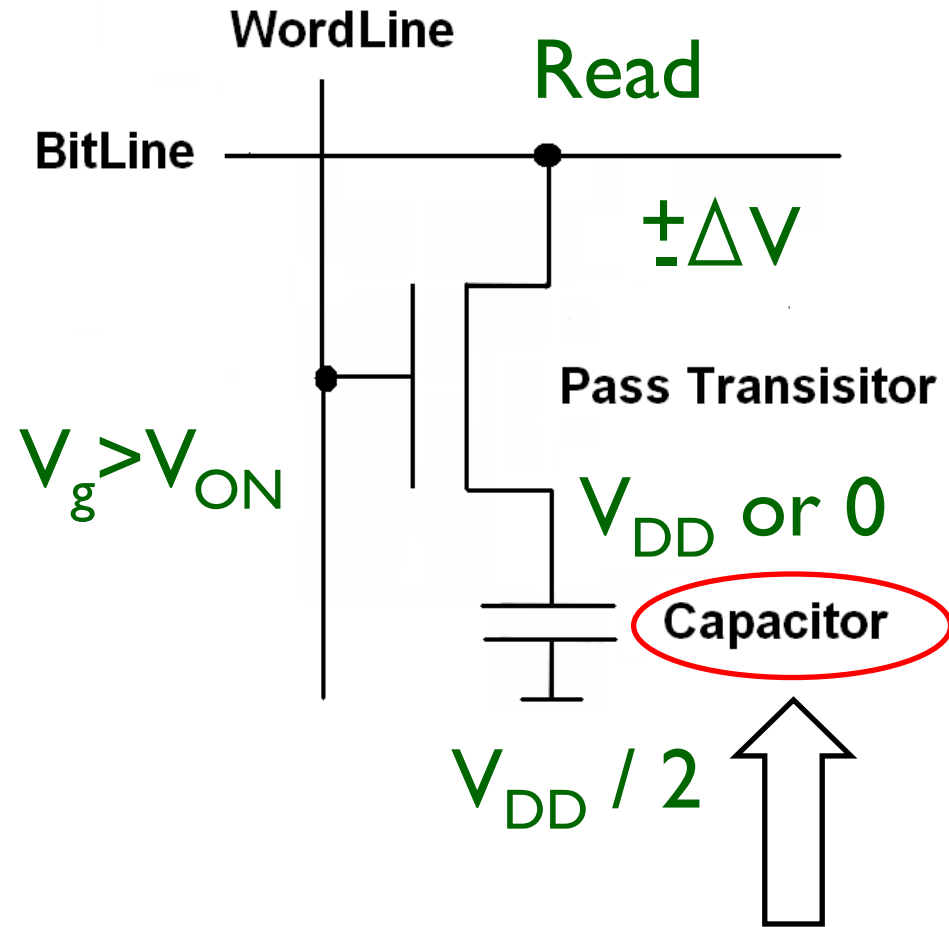 WordLine
Read
BitLine
±ΔV
Pass Transisitor
Vg>VON
VDD or 0
Capacitor
VDD / 2